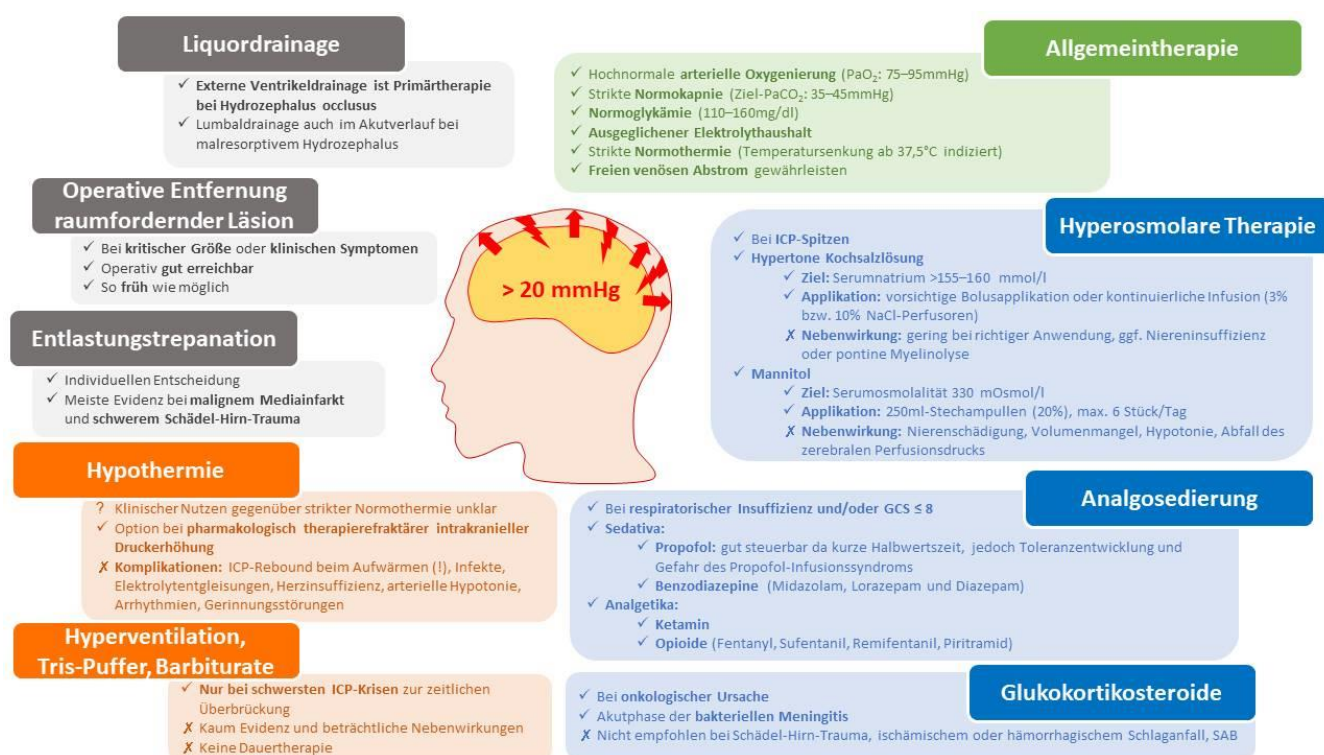 Liquordrainage
✓ Externe Ventrikeldrainage ist Primärtherapie
bei Hydrozephalus occlusus
✓ Lumbaldrainage auch im Akutverlauf bei
malresorptivem Hydrozephalus
Operative Entfernung
raumfordernder Läsion
✓ Bei kritischer Größe oder klinischen Symptomen
✓ Operativ gut erreichbar
✓ So früh wie möglich
Entlastungstrepanation
✓ Individuellen Entscheidung
✓ Meiste Evidenz bei malignem Mediainfarkt
und schwerem Schädel-Hirn-Trauma
Hypothermie
? Klinischer Nutzen gegenüber strikter Normothermie unklar
✓ Option bei pharmakologisch therapierefraktärer intrakranieller
Druckerhöhung
✗ Komplikationen: ICP-Rebound beim Aufwärmen (!), Infekte,
Elektrolytentgleisungen, Herzinsuffizienz, arterielle Hypotonie,
Arrhythmien, Gerinnungsstörungen
Hyperventilation,
Tris-Puffer, Barbiturate
✓ Nur bei schwersten ICP-Krisen zur zeitlichen
Überbrückung
✗ Kaum Evidenz und beträchtliche Nebenwirkungen
✗ Keine Dauertherapie
> 20 mmHg
Allgemeintherapie
✓ Hochnormale arterielle Oxygenierung (PaO₂: 75–95mmHg)
✓ Strikte Normokapnie (Ziel-PaCO₂: 35–45mmHg)
✓ Normoglykämie (110–160mg/dl)
✓ Ausgeglichener Elektrolythaushalt
✓ Strikte Normothermie (Temperatursenkung ab 37,5°C indiziert)
✓ Freien venösen Abstrom gewährleisten
Hyperosmolare Therapie
✓ Bei ICP-Spitzen
✓ Hypertone Kochsalzlösung
✓ Ziel: Serumnatrium >155–160 mmol/l
✓ Applikation: vorsichtige Bolusapplikation oder kontinuierliche Infusion (3%
bzw. 10% NaCl-Perfusoren)
✗ Nebenwirkung: gering bei richtiger Anwendung, ggf. Niereninsuffizienz
oder pontine Myelinolyse
✓ Mannitol
✓ Ziel: Serumosmolalität 330 mOsmol/l
✓ Applikation: 250ml-Stechampullen (20%), max. 6 Stück/Tag
✗ Nebenwirkung: Nierenschädigung, Volumenmangel, Hypotonie, Abfall des
zerebralen Perfusionsdrucks
Analgosedierung
✓ Bei respiratorischer Insuffizienz und/oder GCS ≤ 8
✓ Sedativa:
✓ Propofol: gut steuerbar da kurze Halbwertszeit, jedoch Toleranzentwicklung und
Gefahr des Propofol-Infusionssyndroms
✓ Benzodiazepine (Midazolam, Lorazepam und Diazepam)
✓ Analgetika:
✓ Ketamin
✓ Opioide (Fentanyl, Sufentanil, Remifentanil, Piritramid)
Glukokortikosteroide
✓ Bei onkologischer Ursache
✓ Akutphase der bakteriellen Meningitis
✗ Nicht empfohlen bei Schädel-Hirn-Trauma, ischämischem oder hämorrhagischem Schlaganfall, SAB